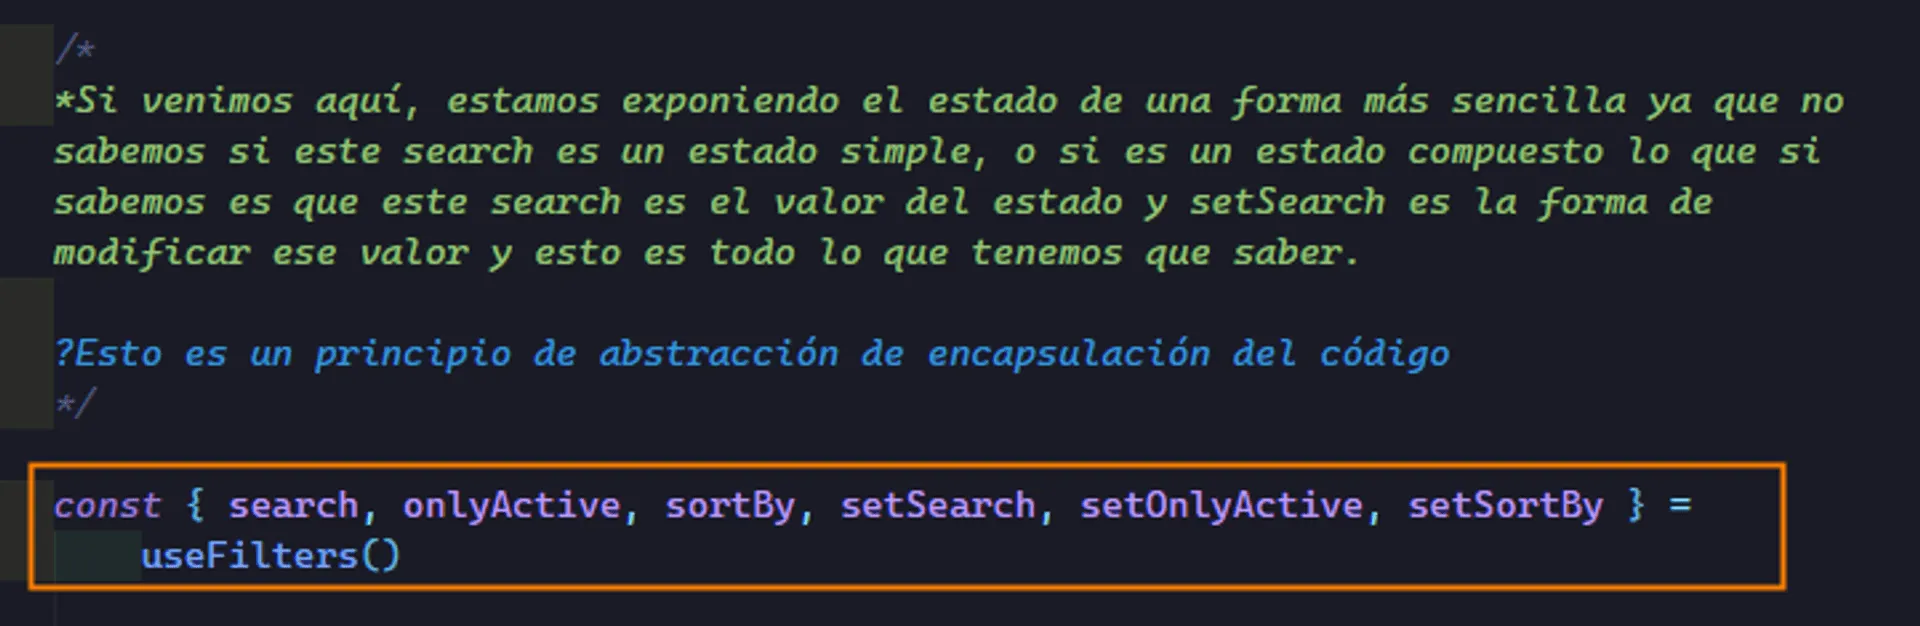 /*
*Si venimos aquí, estamos exponiendo el estado de una forma más sencilla ya que no
sabemos si este search es un estado simple, o si es un estado compuesto lo que si
sabemos es que este search es el valor del estado y setSearch es la forma de
modificar ese valor y esto es todo lo que tenemos que saber.
?Esto es un principio de abstracción de encapsulación del código
*/
const { search, onlyActive, sortBy, setSearch, setOnlyActive, setSortBy } =
useFilters()